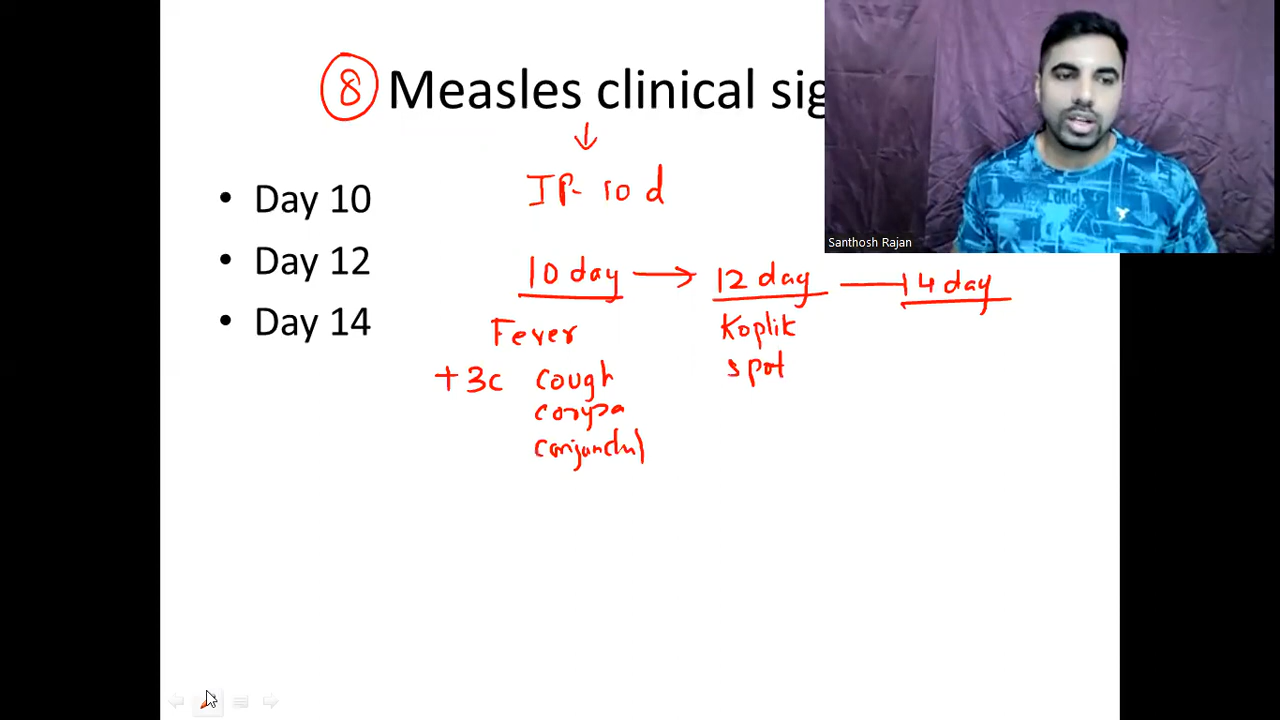 8 Measles clinical sig
• Day 10
• Day 12
• Day 14
IP- 10 d
10 day → 12 day — 14 day
Fever
+ 3c cough
coryza
Koplik
spot
Santhosh Rajan